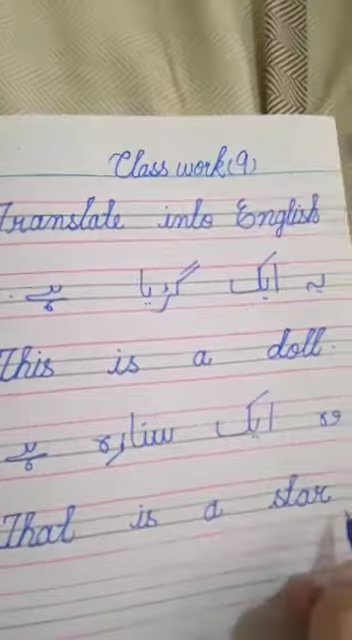 Class work(9)
Translate into English
یہ ایک گڑیا ہے.
This is a doll.
وہ ایک ستارہ ہے
That is a star